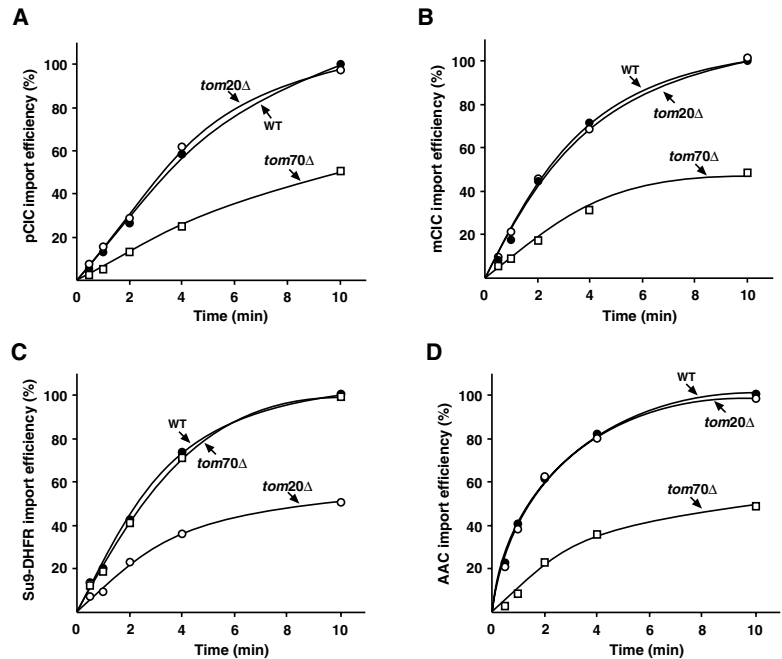 A
pCIC import efficiency (%)
100
80
60
40
20
0
2
4
6
8
10
Time (min)
tom20Δ
WT
tom70Δ
B
mCIC import efficiency (%)
100
80
60
40
20
0
2
4
6
8
10
Time (min)
WT
tom20Δ
tom70Δ
C
Su9-DHFR import efficiency (%)
100
80
60
40
20
0
2
4
6
8
10
Time (min)
WT
tom70Δ
tom20Δ
D
AAC import efficiency (%)
100
80
60
40
20
0
2
4
6
8
10
Time (min)
WT
tom20Δ
tom70Δ